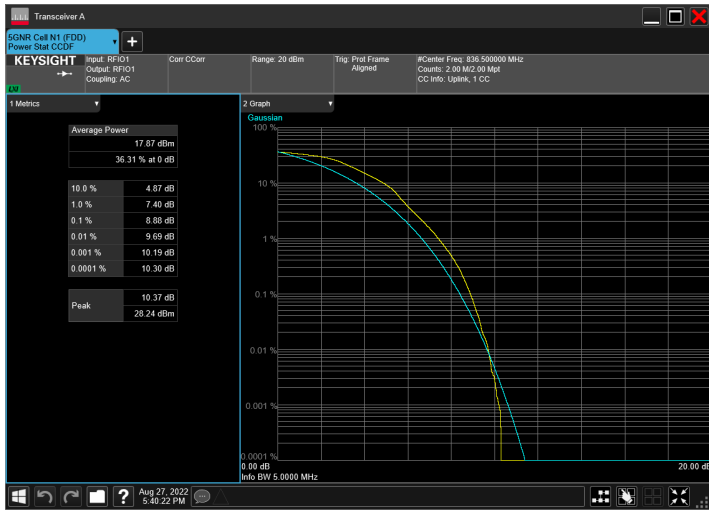 Transceiver A
5GNR Cell N1 (FDD)
Power Stat CCDF
KEYSIGHT
LXI
Input: RFIO1
Output: RFIO1
Coupling: AC
Corr CCorr
Range: 20 dBm
Trig: Prot Frame
Aligned
#Center Freq: 836.500000 MHz
Counts: 2.00 M/2.00 Mpt
CC Info: Uplink, 1 CC
1 Metrics
Average Power
17.87 dBm
36.31 % at 0 dB
10.0 % 4.87 dB
1.0 % 7.40 dB
0.1 % 8.88 dB
0.01 % 9.69 dB
0.001 % 10.19 dB
0.0001 % 10.30 dB
Peak 10.37 dB
28.24 dBm
2 Graph
Gaussian
100 %
10 %
1 %
0.1 %
0.01 %
0.001 %
0.0001 %
0.00 dB 20.00 dB
Info BW 5.0000 MHz
Aug 27, 2022
5:40:22 PM